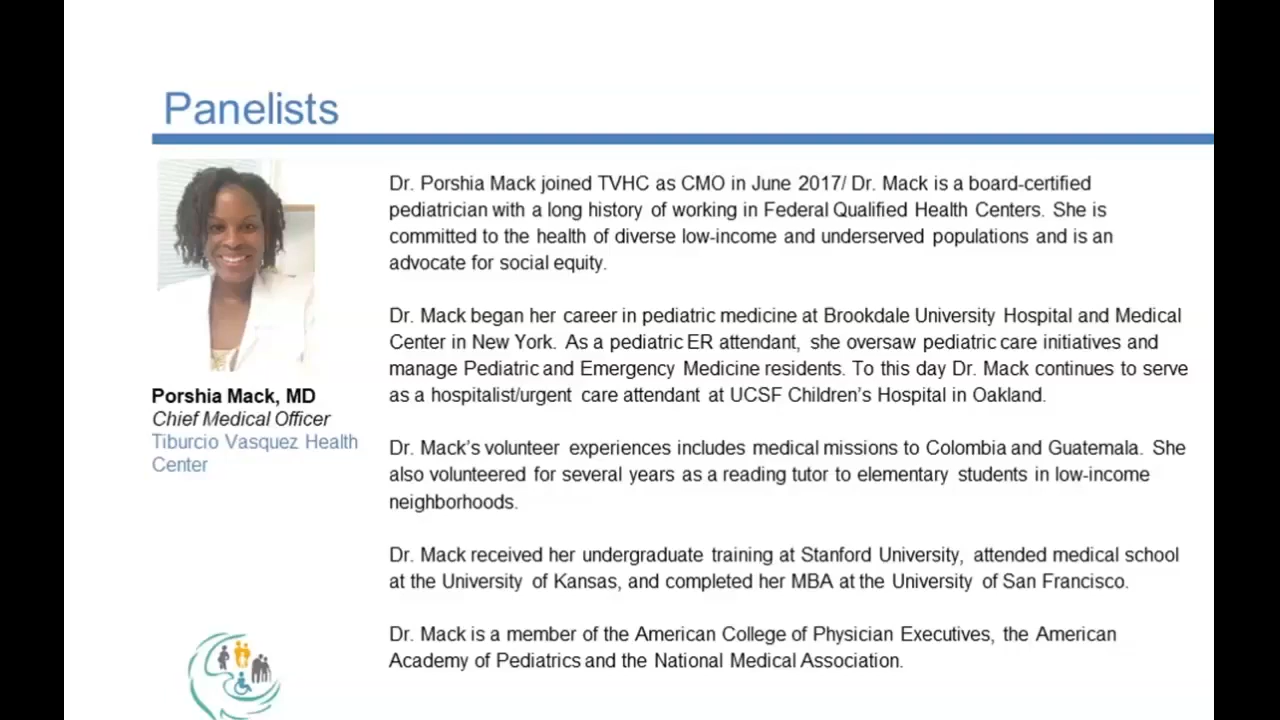 Panelists
Dr. Porshia Mack joined TVHC as CMO in June 2017/ Dr. Mack is a board-certified
pediatrician with a long history of working in Federal Qualified Health Centers. She is
committed to the health of diverse low-income and underserved populations and is an
advocate for social equity.
Dr. Mack began her career in pediatric medicine at Brookdale University Hospital and Medical
Center in New York. As a pediatric ER attendant, she oversaw pediatric care initiatives and
manage Pediatric and Emergency Medicine residents. To this day Dr. Mack continues to serve
as a hospitalist/urgent care attendant at UCSF Children's Hospital in Oakland.
Dr. Mack's volunteer experiences includes medical missions to Colombia and Guatemala. She
also volunteered for several years as a reading tutor to elementary students in low-income
neighborhoods.
Dr. Mack received her undergraduate training at Stanford University, attended medical school
at the University of Kansas, and completed her MBA at the University of San Francisco.
Dr. Mack is a member of the American College of Physician Executives, the American
Academy of Pediatrics and the National Medical Association.
Porshia Mack, MD
Chief Medical Officer
Tiburcio Vasquez Health
Center